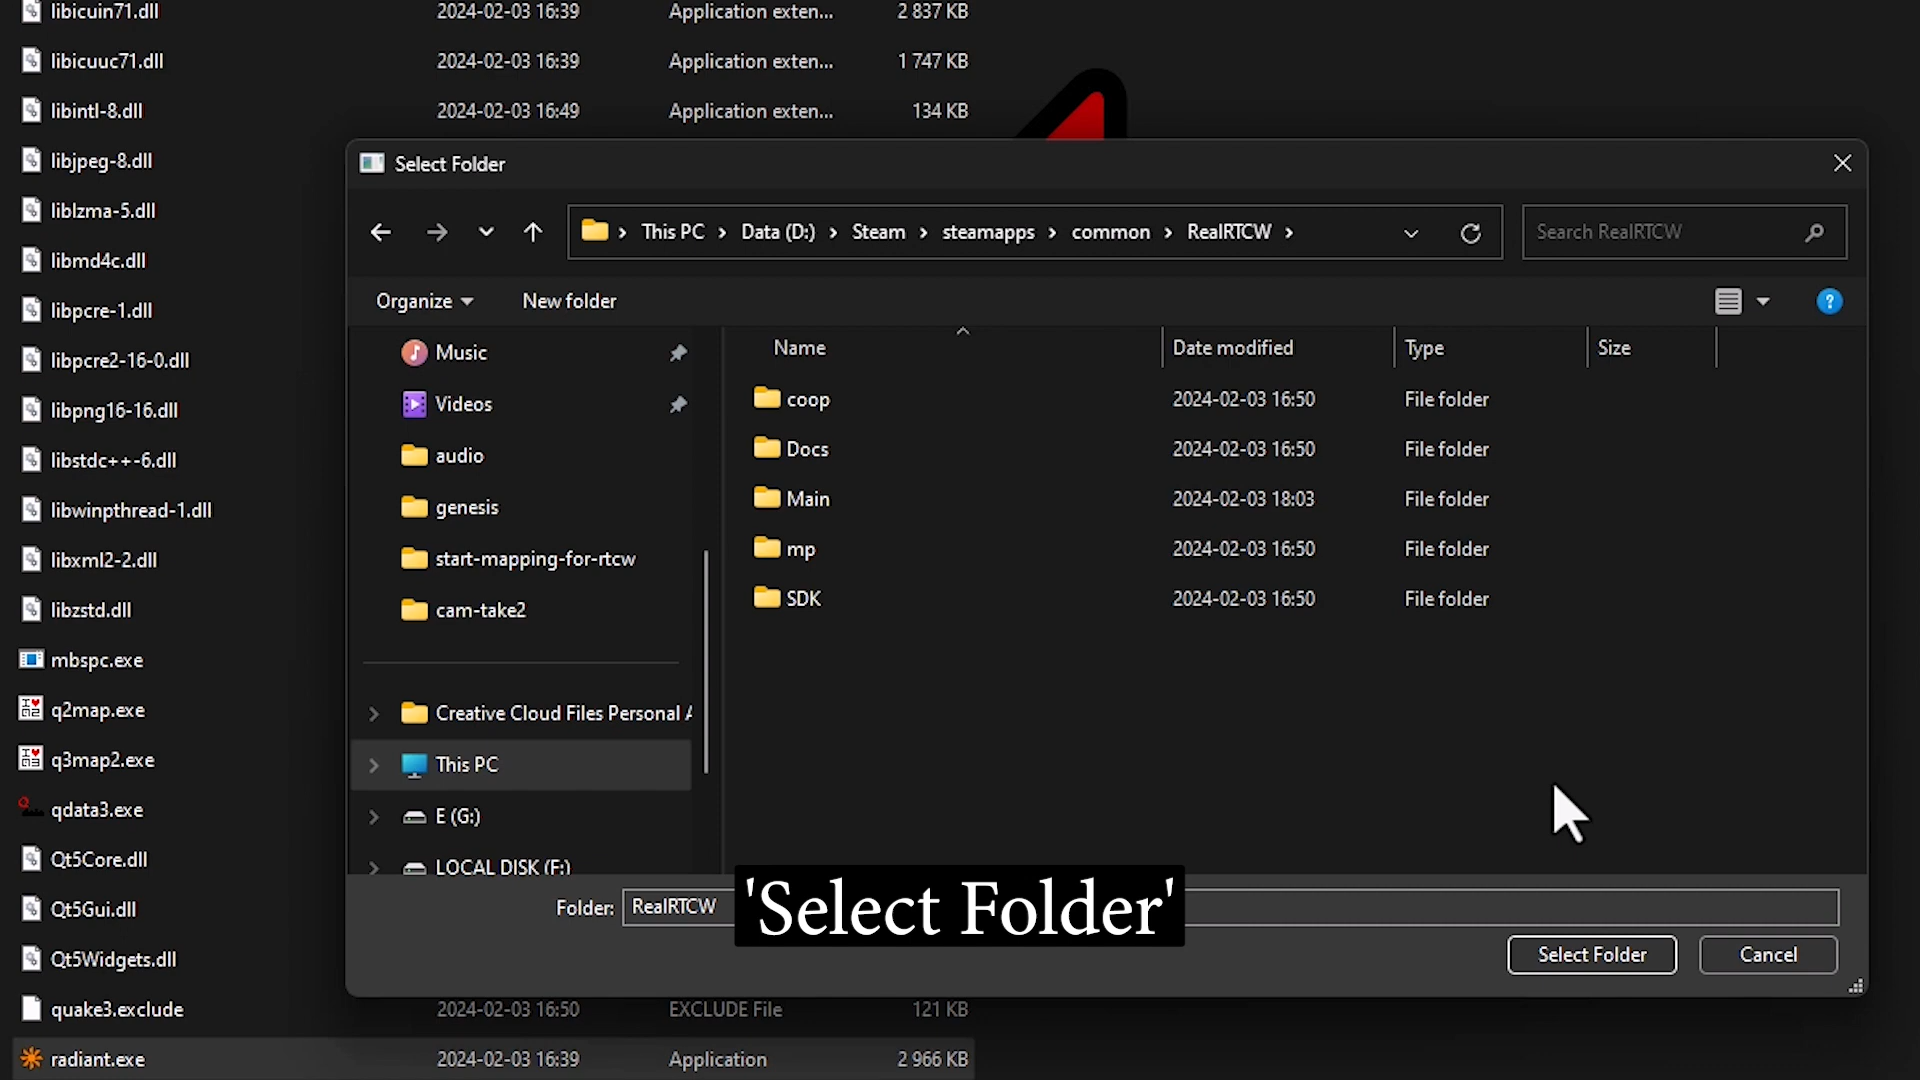 libicuin71.dll 2024-02-03 16:39 Application exten... 2 837 KB
libicuuc71.dll 2024-02-03 16:39 Application exten... 1 747 KB
libintl-8.dll 2024-02-03 16:49 Application exten... 134 KB
libjpeg-8.dll
liblzma-5.dll
libmd4c.dll
libpcre-1.dll
libpcre2-16-0.dll
libpng16-16.dll
libstdc++-6.dll
libwinpthread-1.dll
libxml2-2.dll
libzstd.dll
mbspc.exe
q2map.exe
q3map2.exe
qdata3.exe
Qt5Core.dll
Qt5Gui.dll
Qt5Widgets.dll
quake3.exclude 2024-02-03 16:50 EXCLUDE File 121 KB
radiant.exe 2024-02-03 16:39 Application 2 966 KB
Select Folder
This PC Data (D:) Steam steamapps common RealRTCW
Search RealRTCW
Organize New folder
Music
Videos
audio
genesis
start-mapping-for-rtcw
cam-take2
Creative Cloud Files Personal A
This PC
E (G:)
LOCAL DISK (F:)
Name Date modified Type Size
coop 2024-02-03 16:50 File folder
Docs 2024-02-03 16:50 File folder
Main 2024-02-03 18:03 File folder
mp 2024-02-03 16:50 File folder
SDK 2024-02-03 16:50 File folder
Folder: RealRTCW
'Select Folder'
Select Folder Cancel